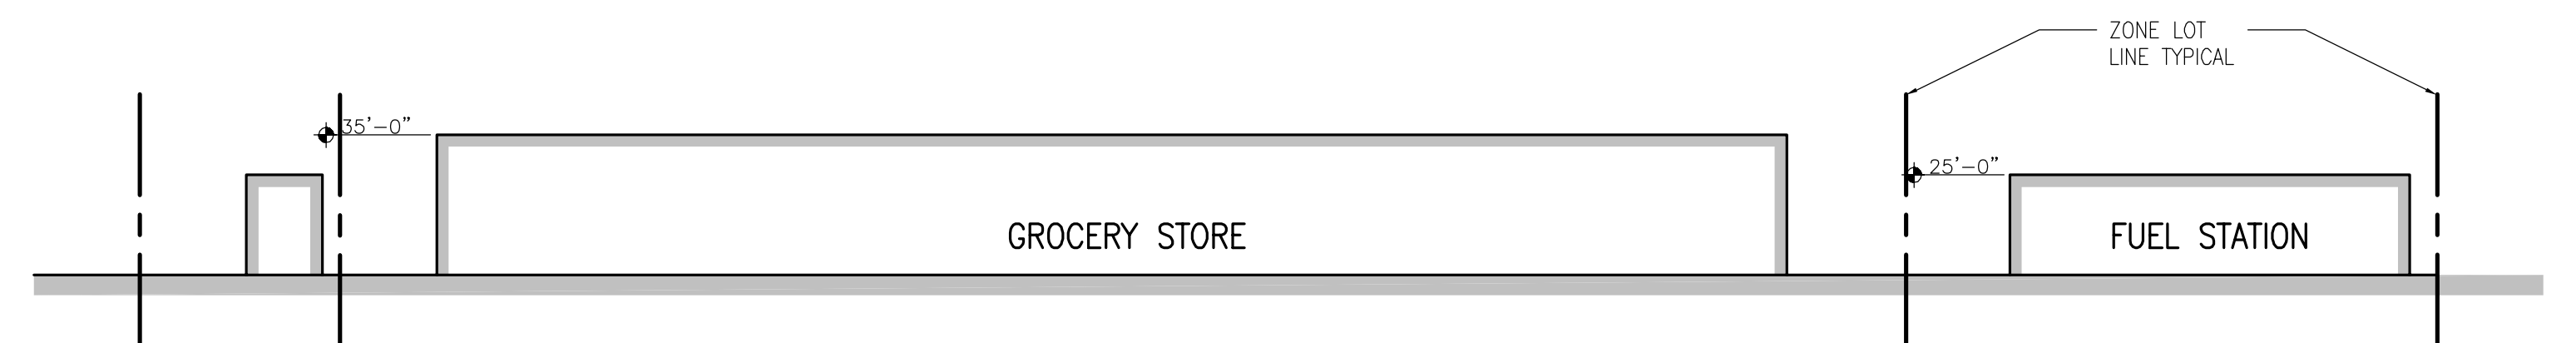 ZONE LOT
LINE TYPICAL
35'-0"
25'-0"
GROCERY STORE
FUEL STATION